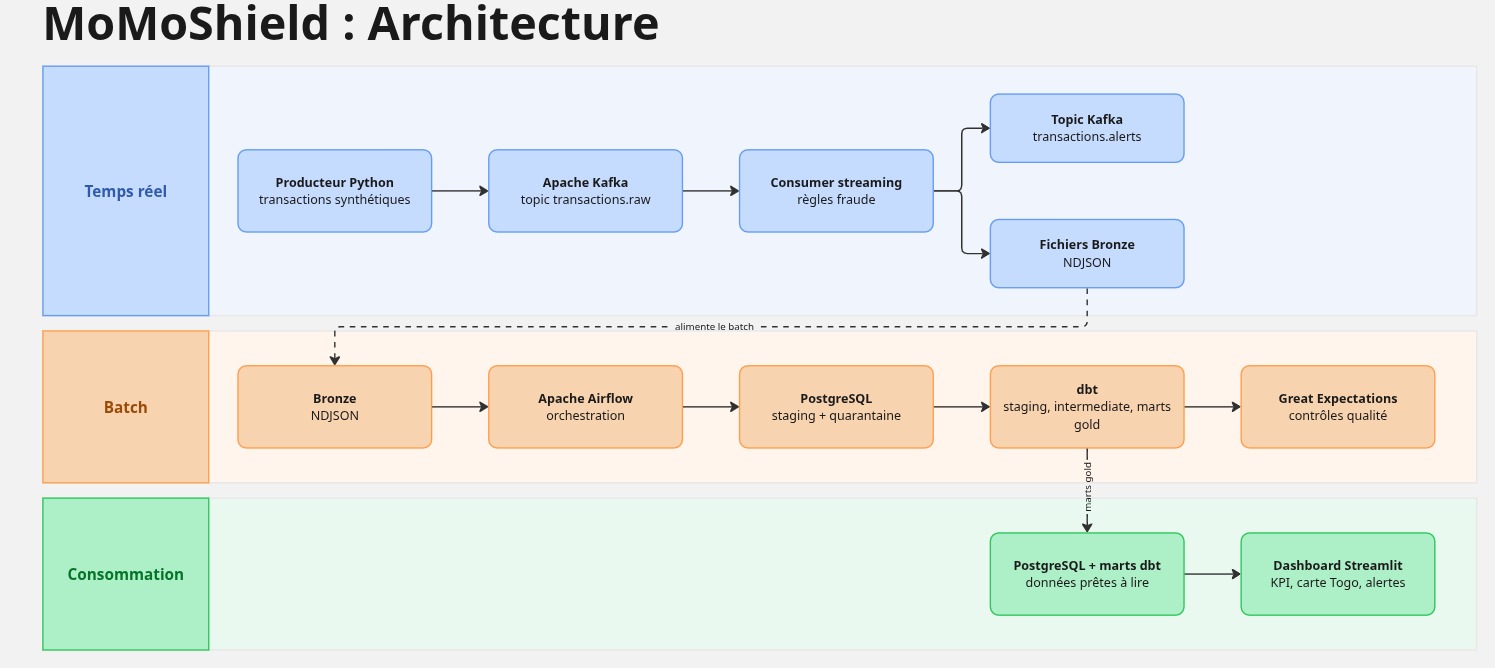 MoMoShield : Architecture
Temps réel
Producteur Python
transactions synthétiques
Apache Kafka
topic transactions.raw
Consumer streaming
règles fraude
Topic Kafka
transactions.alerts
Fichiers Bronze
NDJSON
alimente le batch
Batch
Bronze
NDJSON
Apache Airflow
orchestration
PostgreSQL
staging + quarantaine
dbt
staging, intermediate, marts
gold
Great Expectations
contrôles qualité
marts gold
Consommation
PostgreSQL + marts dbt
données prêtes à lire
Dashboard Streamlit
KPI, carte Togo, alertes